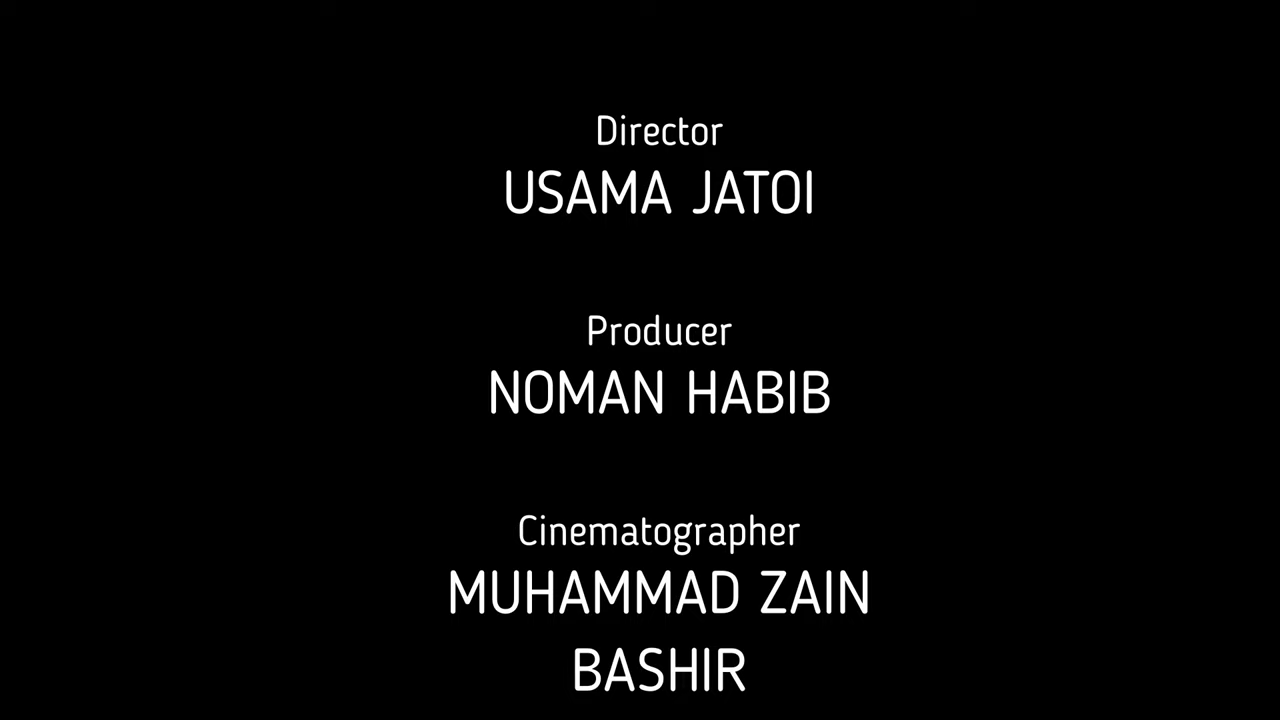 Director
USAMA JATOI
Producer
NOMAN HABIB
Cinematographer
MUHAMMAD ZAIN
BASHIR